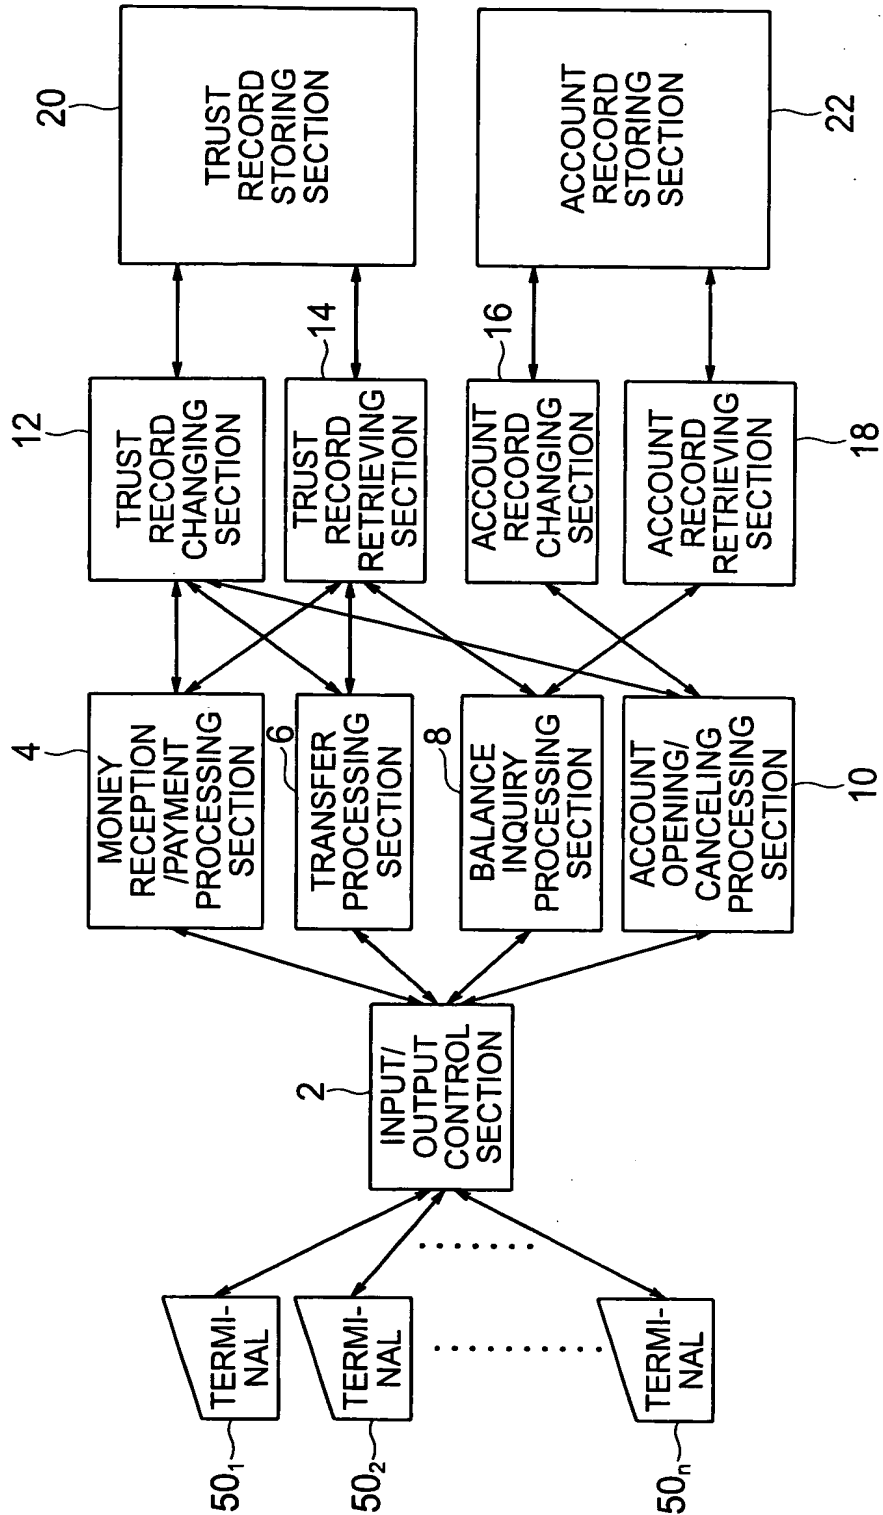 50₁
TERMI-
NAL
50₂
TERMI-
NAL
50ₙ
TERMI-
NAL
2
INPUT/
OUTPUT
CONTROL
SECTION
4
MONEY
RECEPTION
/PAYMENT
PROCESSING
SECTION
6
TRANSFER
PROCESSING
SECTION
8
BALANCE
INQUIRY
PROCESSING
SECTION
10
ACCOUNT
OPENING/
CANCELING
PROCESSING
SECTION
12
TRUST
RECORD
CHANGING
SECTION
14
TRUST
RECORD
RETRIEVING
SECTION
16
ACCOUNT
RECORD
CHANGING
SECTION
18
ACCOUNT
RECORD
RETRIEVING
SECTION
20
TRUST
RECORD
STORING
SECTION
22
ACCOUNT
RECORD
STORING
SECTION